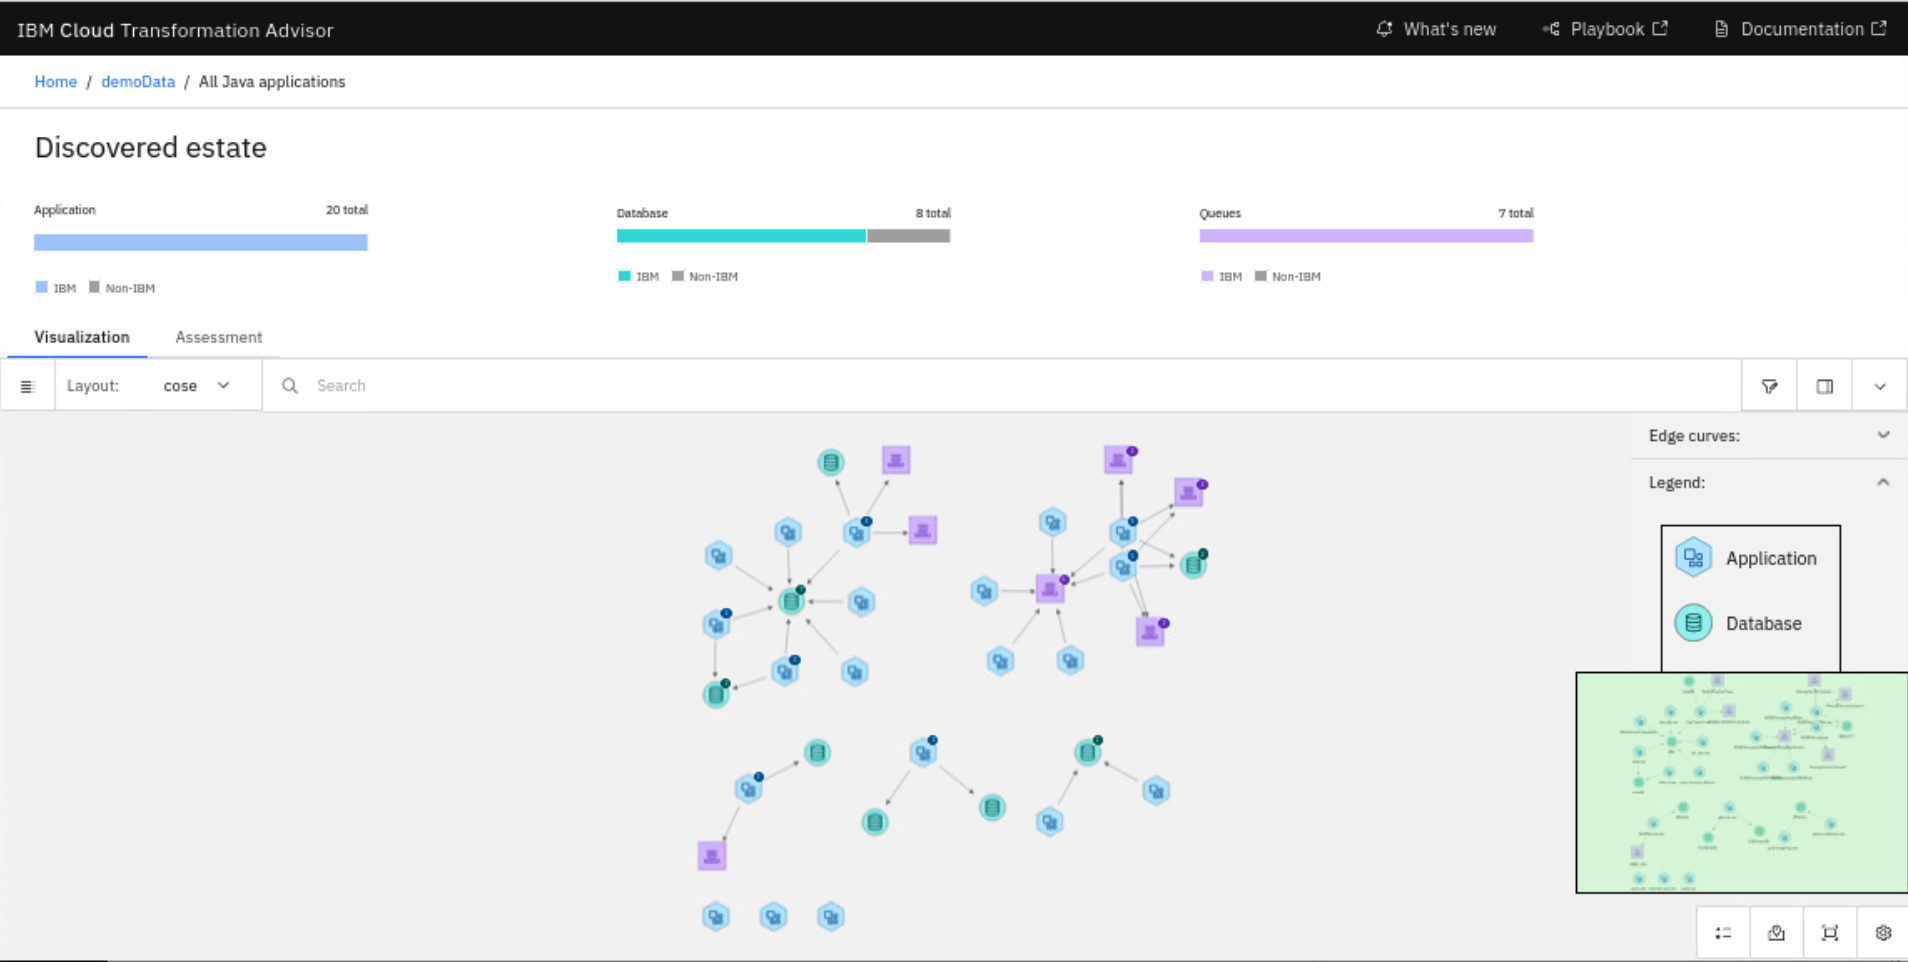 IBM Cloud Transformation Advisor What's new Playbook Documentation
Home / demoData / All Java applications
Discovered estate
Application 20 total
Database 8 total
Queues 7 total
IBM Non-IBM
IBM Non-IBM
IBM Non-IBM
Visualization Assessment
Layout: cose Search
Edge curves:
Legend:
Application
Database